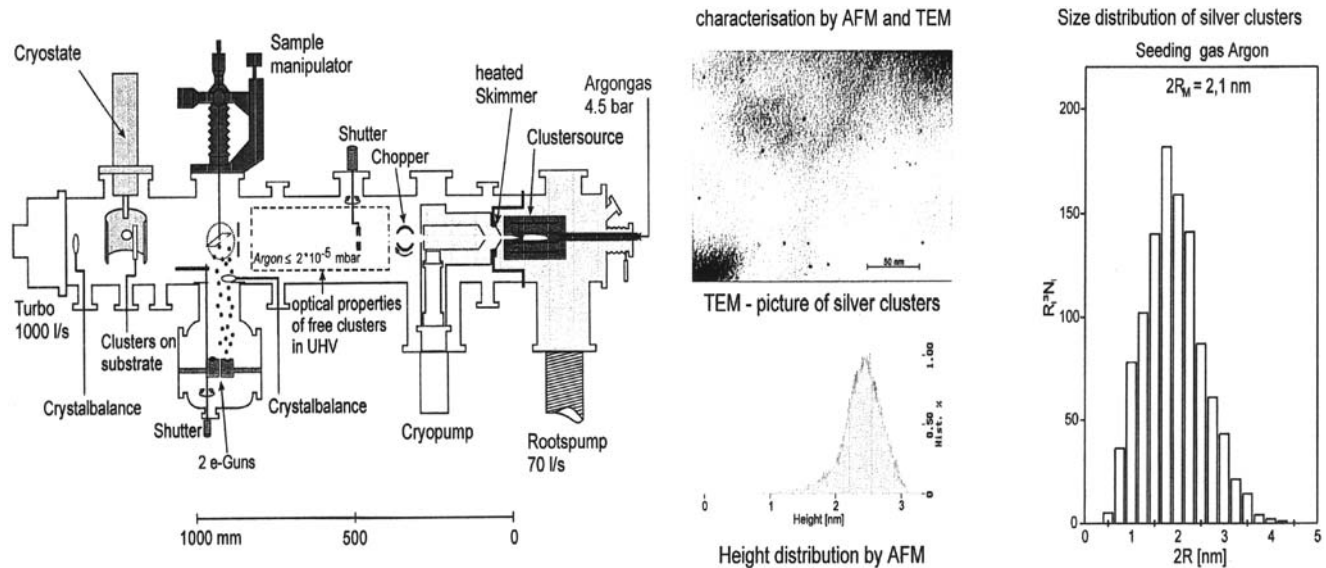 Cryostate
Sample
manipulator
Shutter
Chopper
heated
Skimmer
Clustersource
Argongas
4.5 bar
Argon ≤ 2*10⁻⁵ mbar
Turbo
1000 l/s
Clusters on
substrate
optical properties
of free clusters
in UHV
Crystalbalance
Crystalbalance
Shutter
2 e-Guns
Cryopump
Rootspump
70 l/s
1000 mm
500
0
characterisation by AFM and TEM
50 nm
TEM - picture of silver clusters
1.00
0.50
0
Hist. %
0
1
2
3
Height [nm]
Height distribution by AFM
Size distribution of silver clusters
Seeding gas Argon
2R_M = 2,1 nm
200
150
100
50
0
R_i³N_i
1
2
3
4
5
2R [nm]